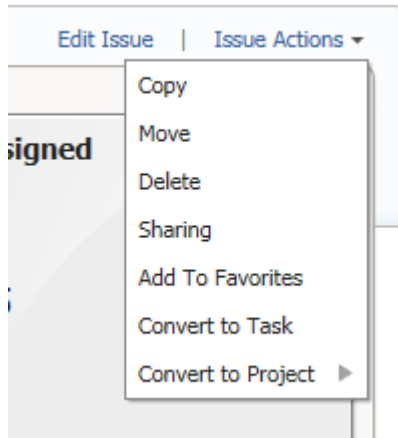 Edit Issue | Issue Actions
Copy
Move
signed
Delete
Sharing
Add To Favorites
Convert to Task
Convert to Project